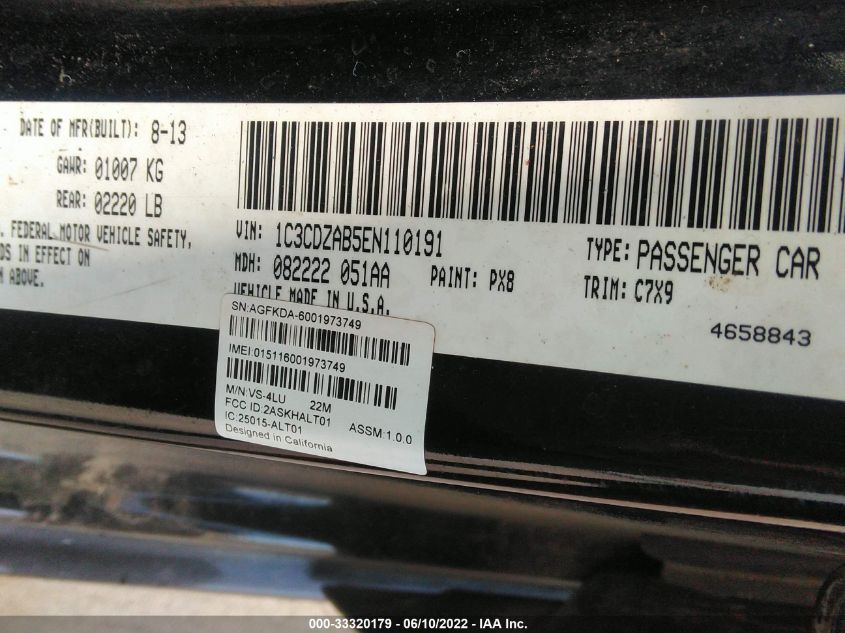 DATE OF MFR(BUILT): 8-13
GAWR: 01007 KG
REAR: 02220 LB
FEDERAL MOTOR VEHICLE SAFETY,
DS IN EFFECT ON
N ABOVE.
VIN: 1C3CDZAB5EN110191
TYPE: PASSENGER CAR
MDH: 082222 051AA PAINT: PX8 TRIM: C7X9
VEHICLE MADE IN U.S.A.
4658843
SN:AGFKDA-6001973749
IMEI:015116001973749
M/N:VS-4LU 22M
FCC ID:2ASKHALT01
IC:25015-ALT01 ASSM:1.0.0
Designed in California
000-33320179 - 06/10/2022 - IAA Inc.